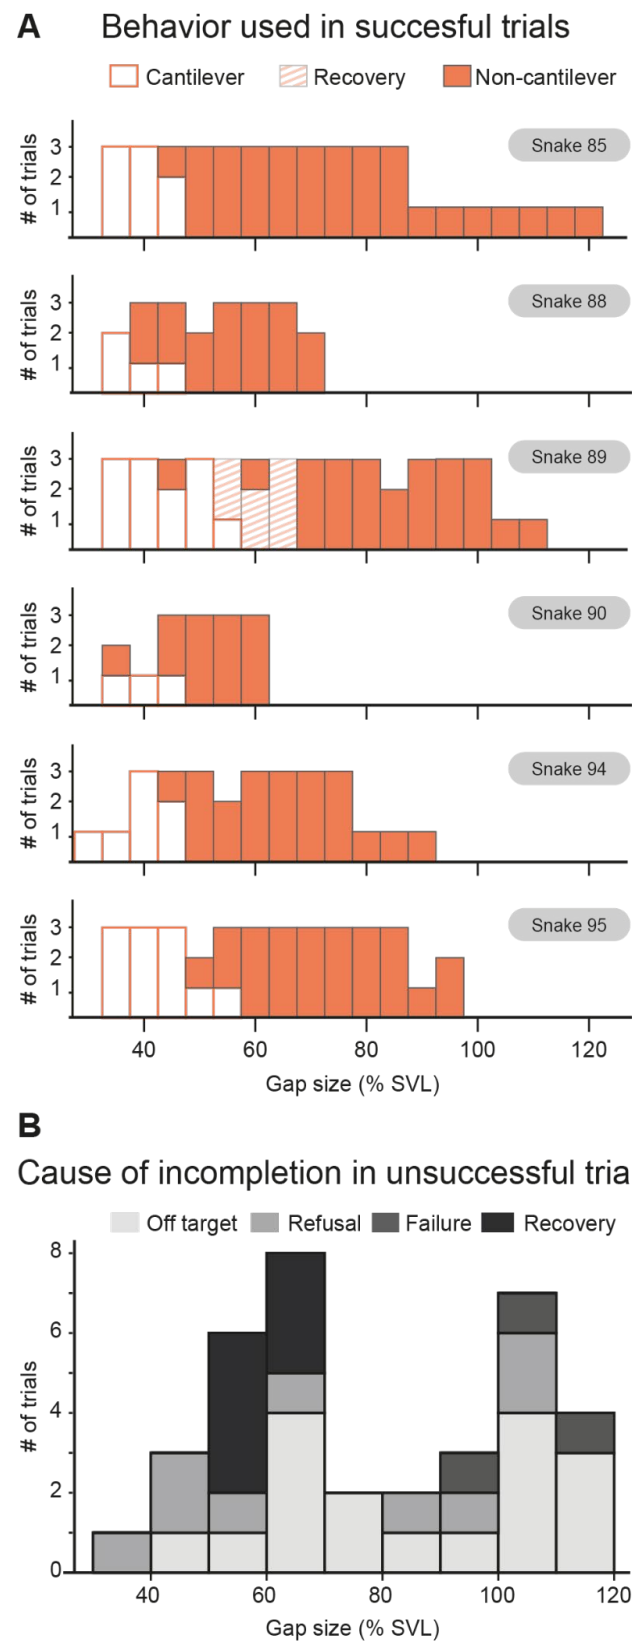 A Behavior used in succesful trials
Cantilever Recovery Non-cantilever
Snake 85
3
2
1
# of trials
Snake 88
3
2
1
# of trials
Snake 89
3
2
1
# of trials
Snake 90
3
2
1
# of trials
Snake 94
3
2
1
# of trials
Snake 95
3
2
1
# of trials
40 60 80 100 120
Gap size (% SVL)
B
Cause of incompletion in unsuccessful tria
Off target Refusal Failure Recovery
8
6
4
2
0
# of trials
40 60 80 100 120
Gap size (% SVL)